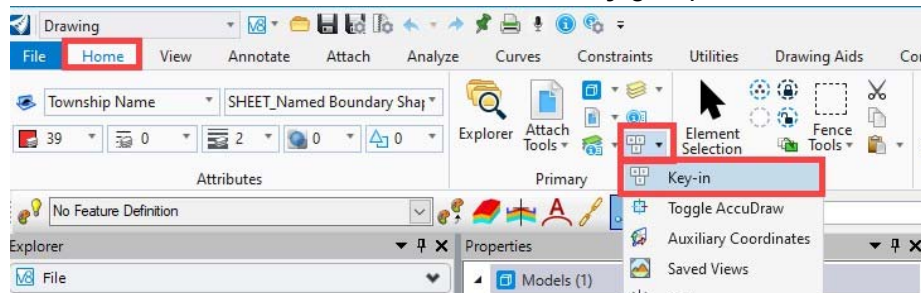 Drawing
File Home View Annotate Attach Analyze Curves Constraints Utilities Drawing Aids
Township Name SHEET_Named Boundary
39 0 2 0 0
Explorer Attach Tools Element Selection Fence Tools
Attributes
Key-in
No Feature Definition
Toggle AccuDraw
Explorer Properties
Auxiliary Coordinates
File
Models (1)
Saved Views